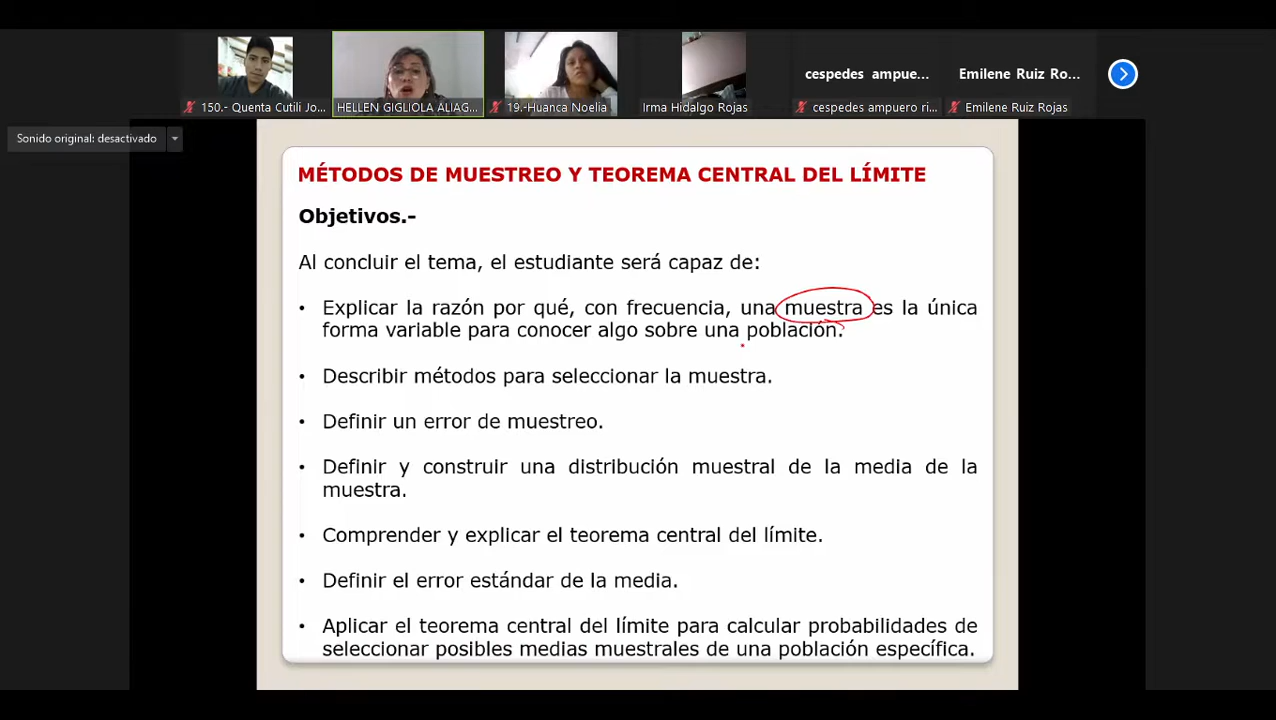 cespedes ampue...
Emilene Ruiz Ro...
150.- Quenta Cutili Jo...
HELLEN GIGLIOLA ALIAG...
19.-Huanca Noelia
Irma Hidalgo Rojas
cespedes ampuero ri...
Emilene Ruiz Rojas
Sonido original: desactivado
MÉTODOS DE MUESTREO Y TEOREMA CENTRAL DEL LÍMITE
Objetivos.-
Al concluir el tema, el estudiante será capaz de:
• Explicar la razón por qué, con frecuencia, una muestra es la única
forma variable para conocer algo sobre una población.
• Describir métodos para seleccionar la muestra.
• Definir un error de muestreo.
• Definir y construir una distribución muestral de la media de la
muestra.
• Comprender y explicar el teorema central del límite.
• Definir el error estándar de la media.
• Aplicar el teorema central del límite para calcular probabilidades de
seleccionar posibles medias muestrales de una población específica.